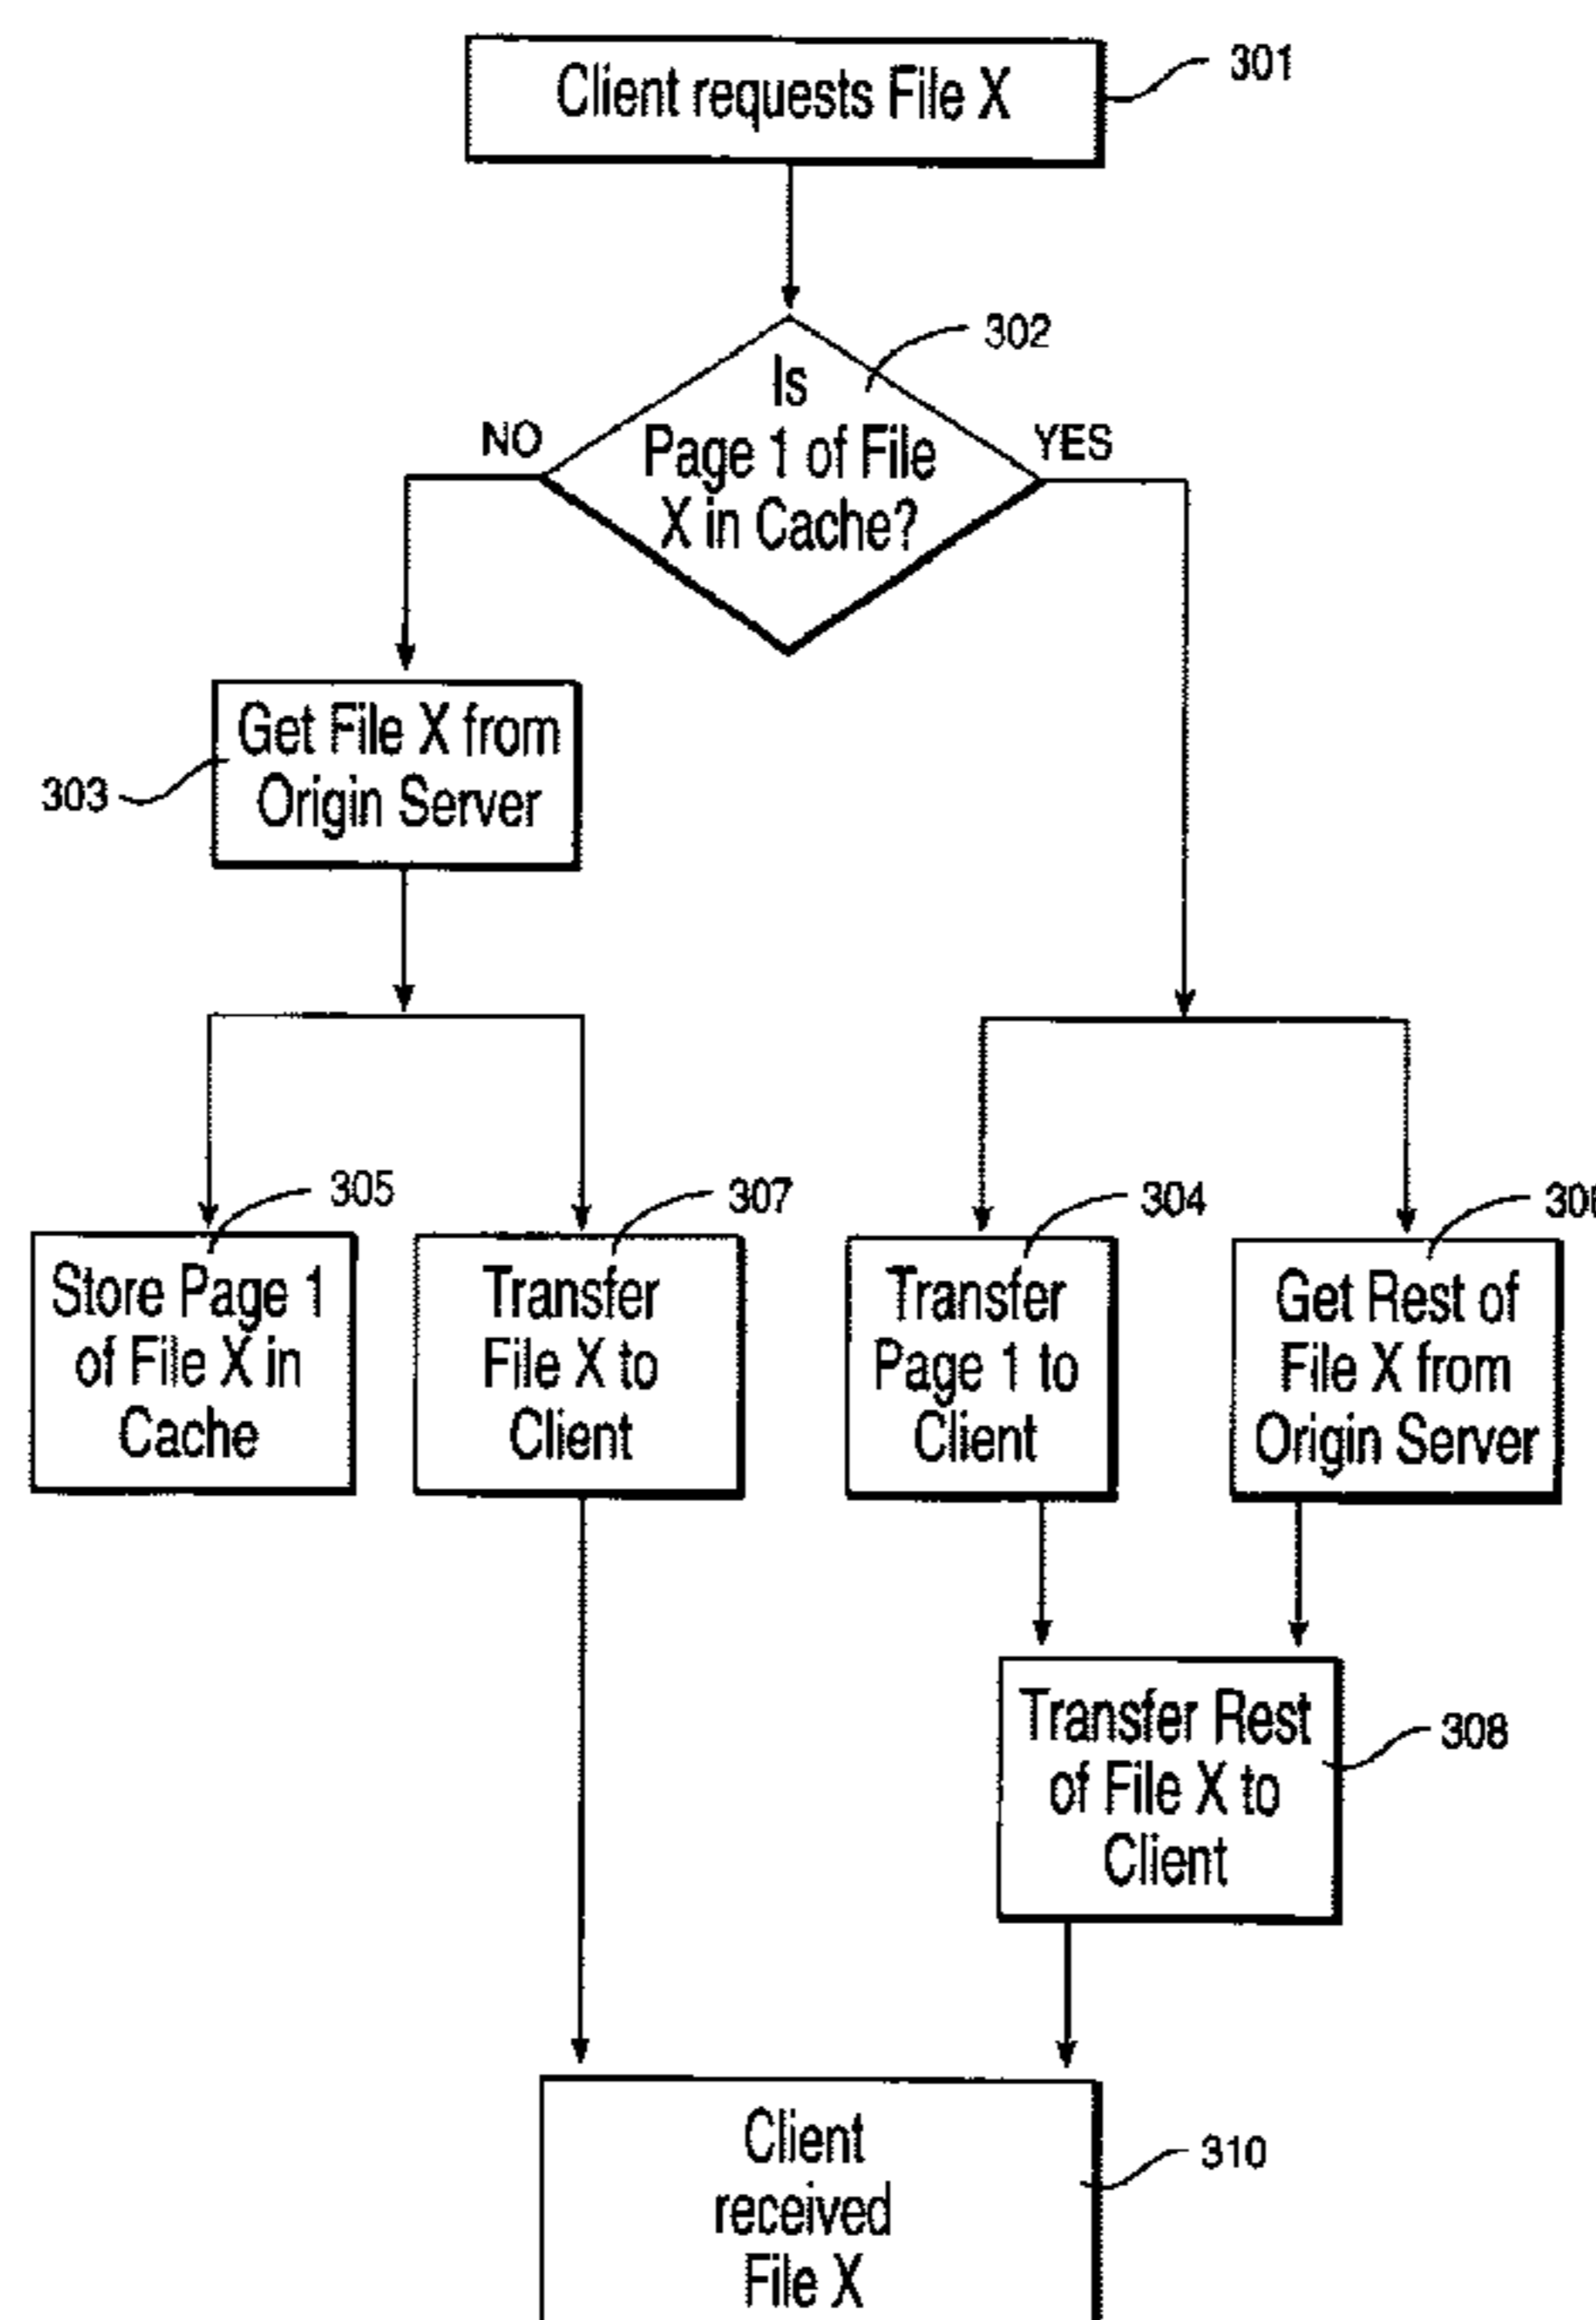 Client requests File X
301
302
Is
Page 1 of File
X in Cache?
NO
YES
Get File X from
Origin Server
303
305
307
304
Store Page 1
of File X in
Cache
Transfer
File X to
Client
Transfer
Page 1 to
Client
Get Rest of
File X from
Origin Server
Transfer Rest
of File X to
Client
308
Client
received
File X
310